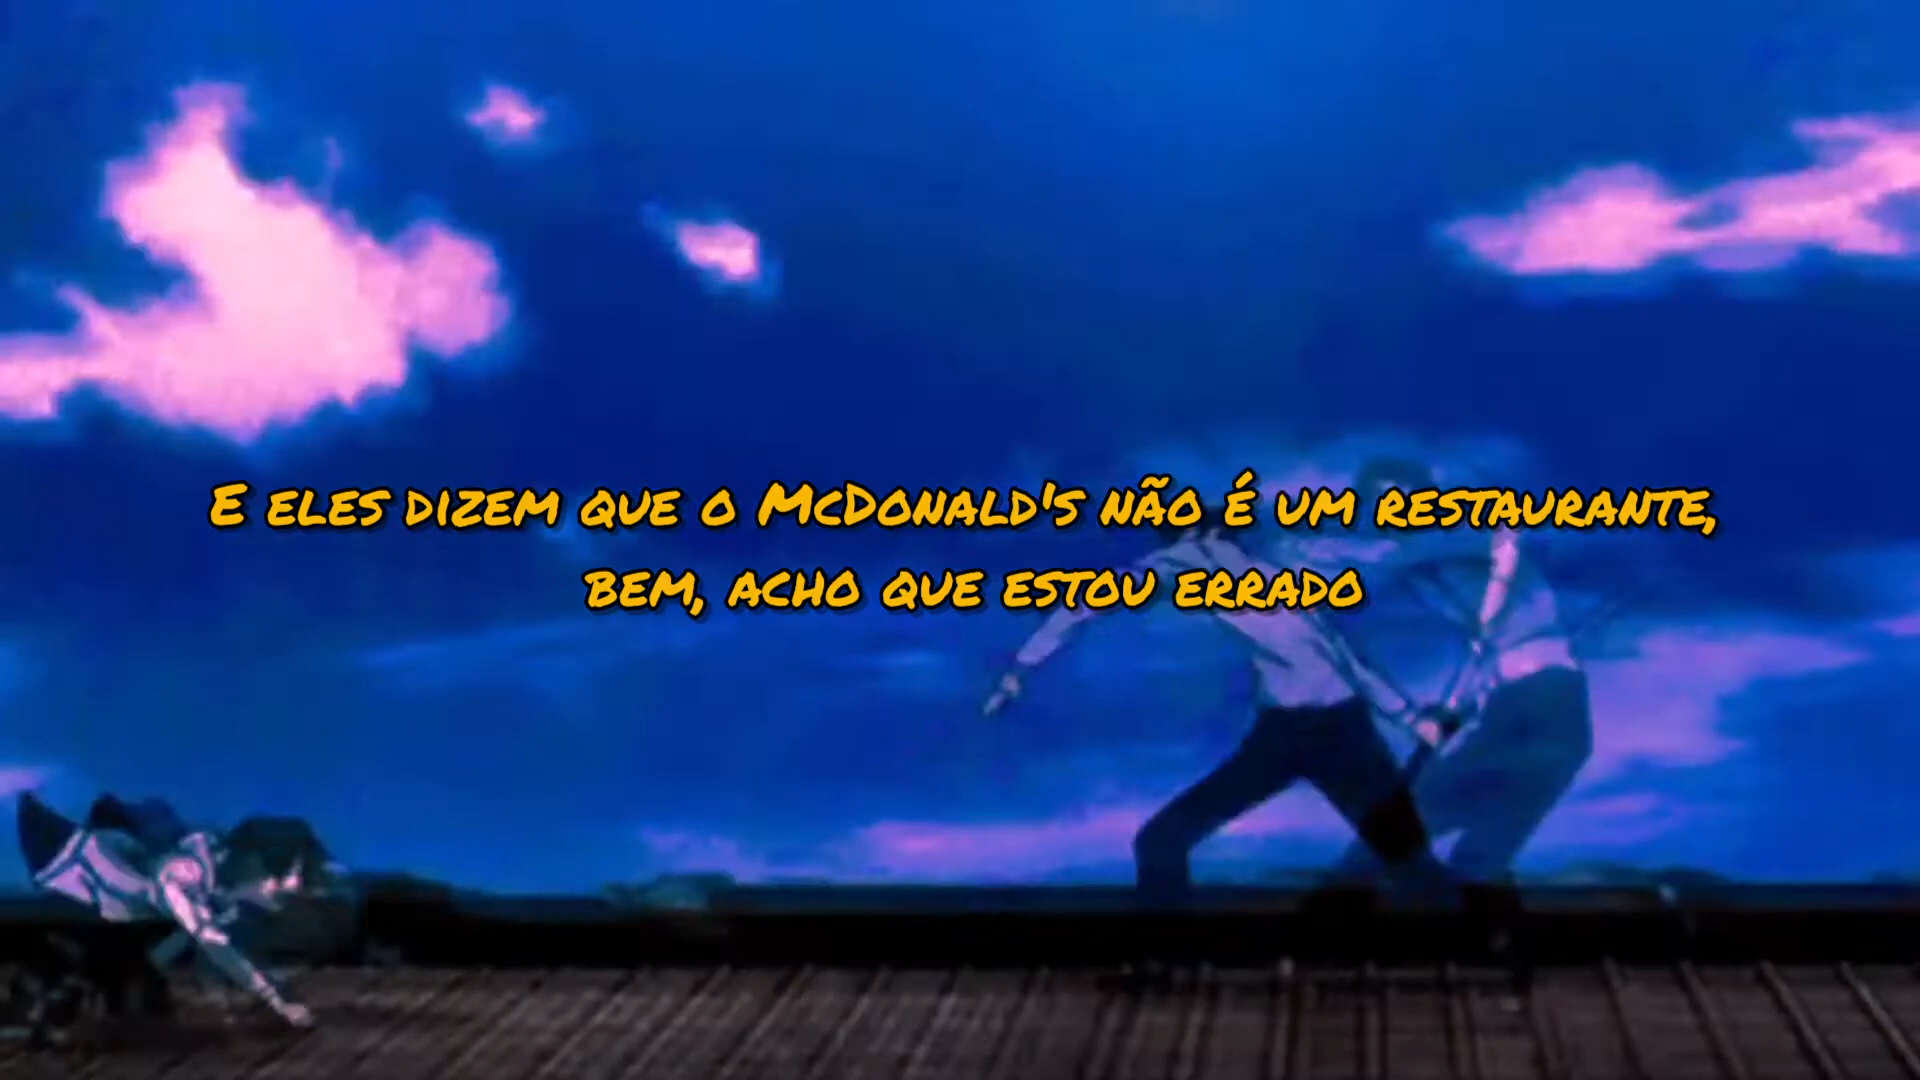 E eles dizem que o McDonald's não é um restaurante,
bem, acho que estou errado